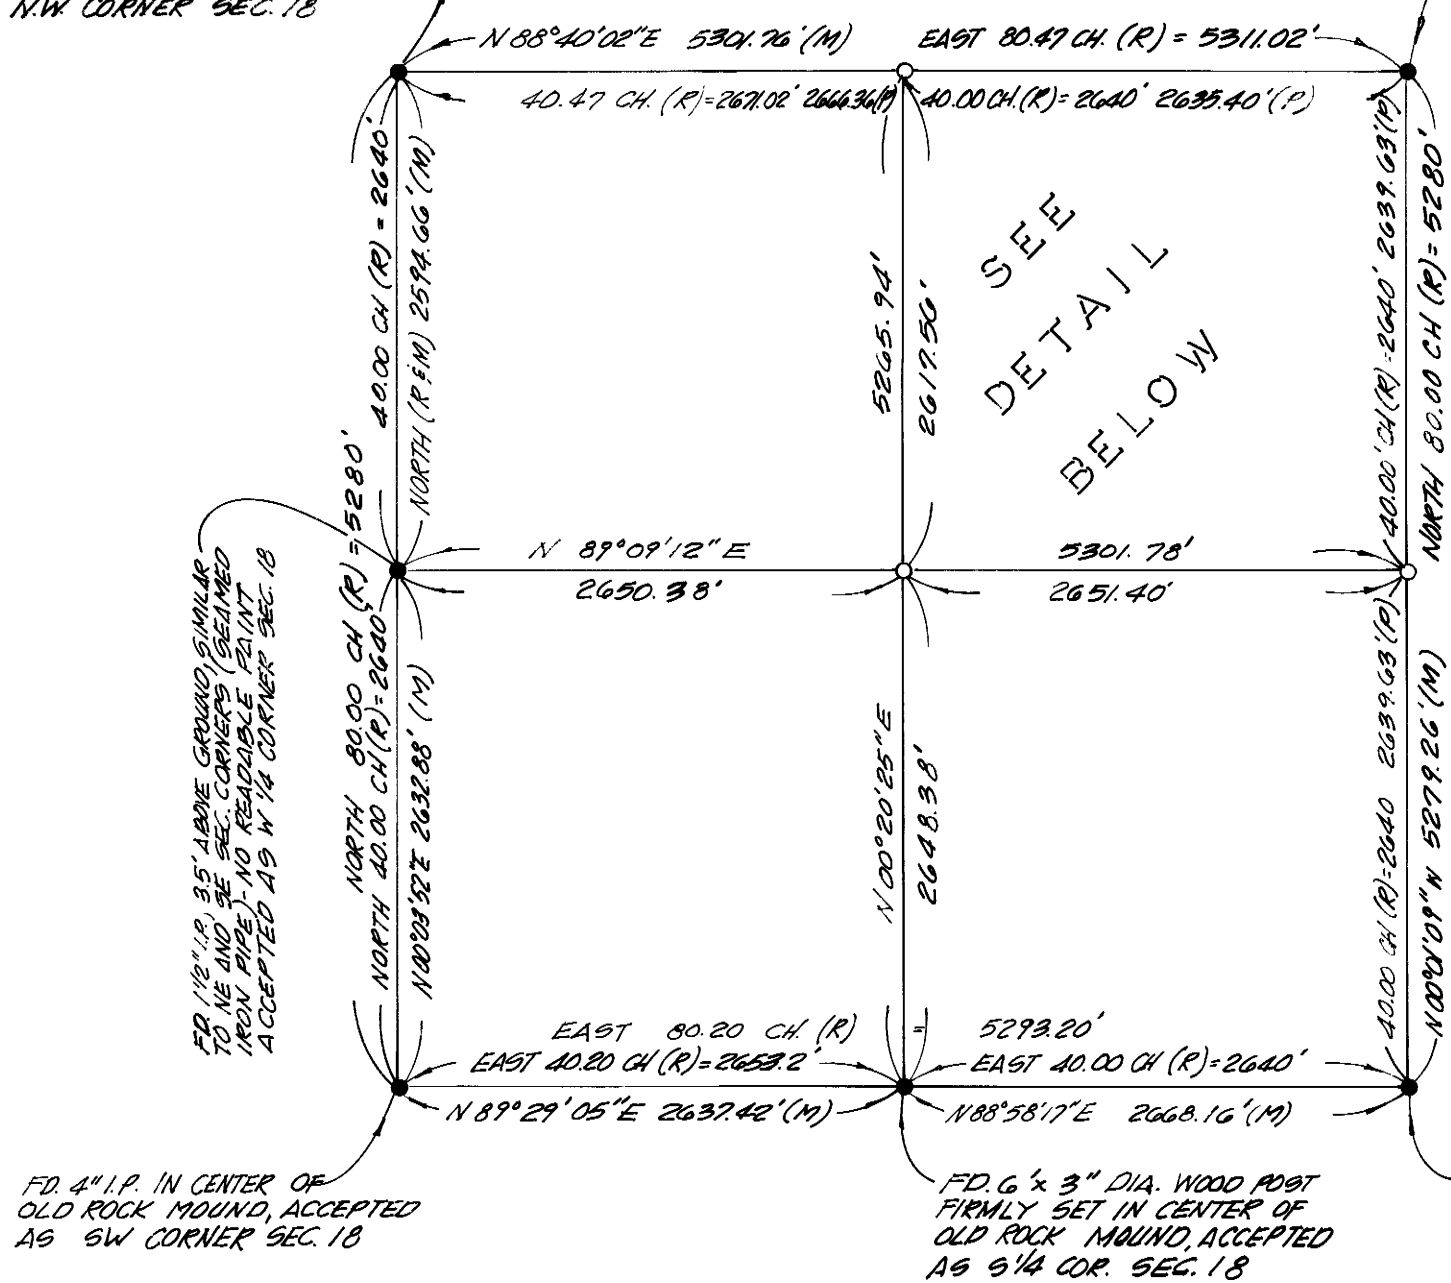 N.W. CORNER SEC. 18
N 88°40'02"E 5301.76'(M)
EAST 80.47 CH. (R) = 5311.02'
40.47 CH. (R)=2671.02' 2666.36(P)
40.00 CH.(R)= 2640' 2635.40'(P)
40.00 CH (R) = 2640'
NORTH (R & M) 2594.66'(M)
5265.94'
2617.56'
SEE
DETAIL
BELOW
40.00' CH(R)=2640' 2639.63'(P)
NORTH 80.00 CH (R)= 5280'
N 89°09'12" E
5301.78'
2650.38'
2651.40'
FD. 1 1/2" I.P., 3.5' ABOVE GROUND, SIMILAR
TO NE AND SE SEC. CORNERS (SEAMED
IRON PIPE)- NO READABLE PAINT
ACCEPTED AS W 1/4 CORNER SEC. 18
NORTH 80.00 CH (R) = 5280'
NORTH 40.00 CH(R)=2640'
N00°03'52"E 2632.88' (M)
N 00°20'25" E
2648.38'
40.00 CH (R)=2640 2639.63'(P)
N00°01'09" W 5279.26'(M)
EAST 80.20 CH. (R) = 5293.20'
EAST 40.20 CH (R)=2653.2'
EAST 40.00 CH (R)=2640'
N 89°29'05"E 2637.42'(M)
N88°58'17"E 2668.16'(M)
FD. 4" I.P. IN CENTER OF
OLD ROCK MOUND, ACCEPTED
AS SW CORNER SEC. 18
FD. 6' x 3" DIA. WOOD POST
FIRMLY SET IN CENTER OF
OLD ROCK MOUND, ACCEPTED
AS S 1/4 COR. SEC. 18